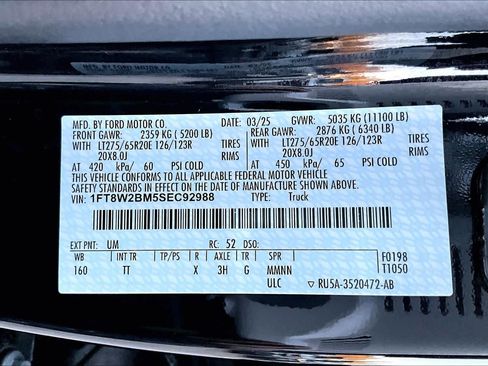 MFD. BY FORD MOTOR CO. DATE: 03/25 GVWR: 5035 KG (11100 LB)
FRONT GAWR: 2359 KG (5200 LB) REAR GAWR: 2876 KG (6340 LB)
WITH LT275/65R20E 126/123R TIRES WITH LT275/65R20E 126/123R TIRES
20X8.0J 20X8.0J
AT 420 kPa/ 60 PSI COLD AT 450 kPa/ 65 PSI COLD
THIS VEHICLE CONFORMS TO ALL APPLICABLE FEDERAL MOTOR VEHICLE
SAFETY STANDARDS IN EFFECT ON THE DATE OF MANUFACTURE SHOWN ABOVE.
VIN: 1FT8W2BM5SEC92988 TYPE: Truck
EXT PNT: UM RC: 52 DSO:
WB INT TR TP/PS R AXLE TR SPR F0198
160 TT X 3H G MMNN T1050
ULC RU5A-3520472-AB